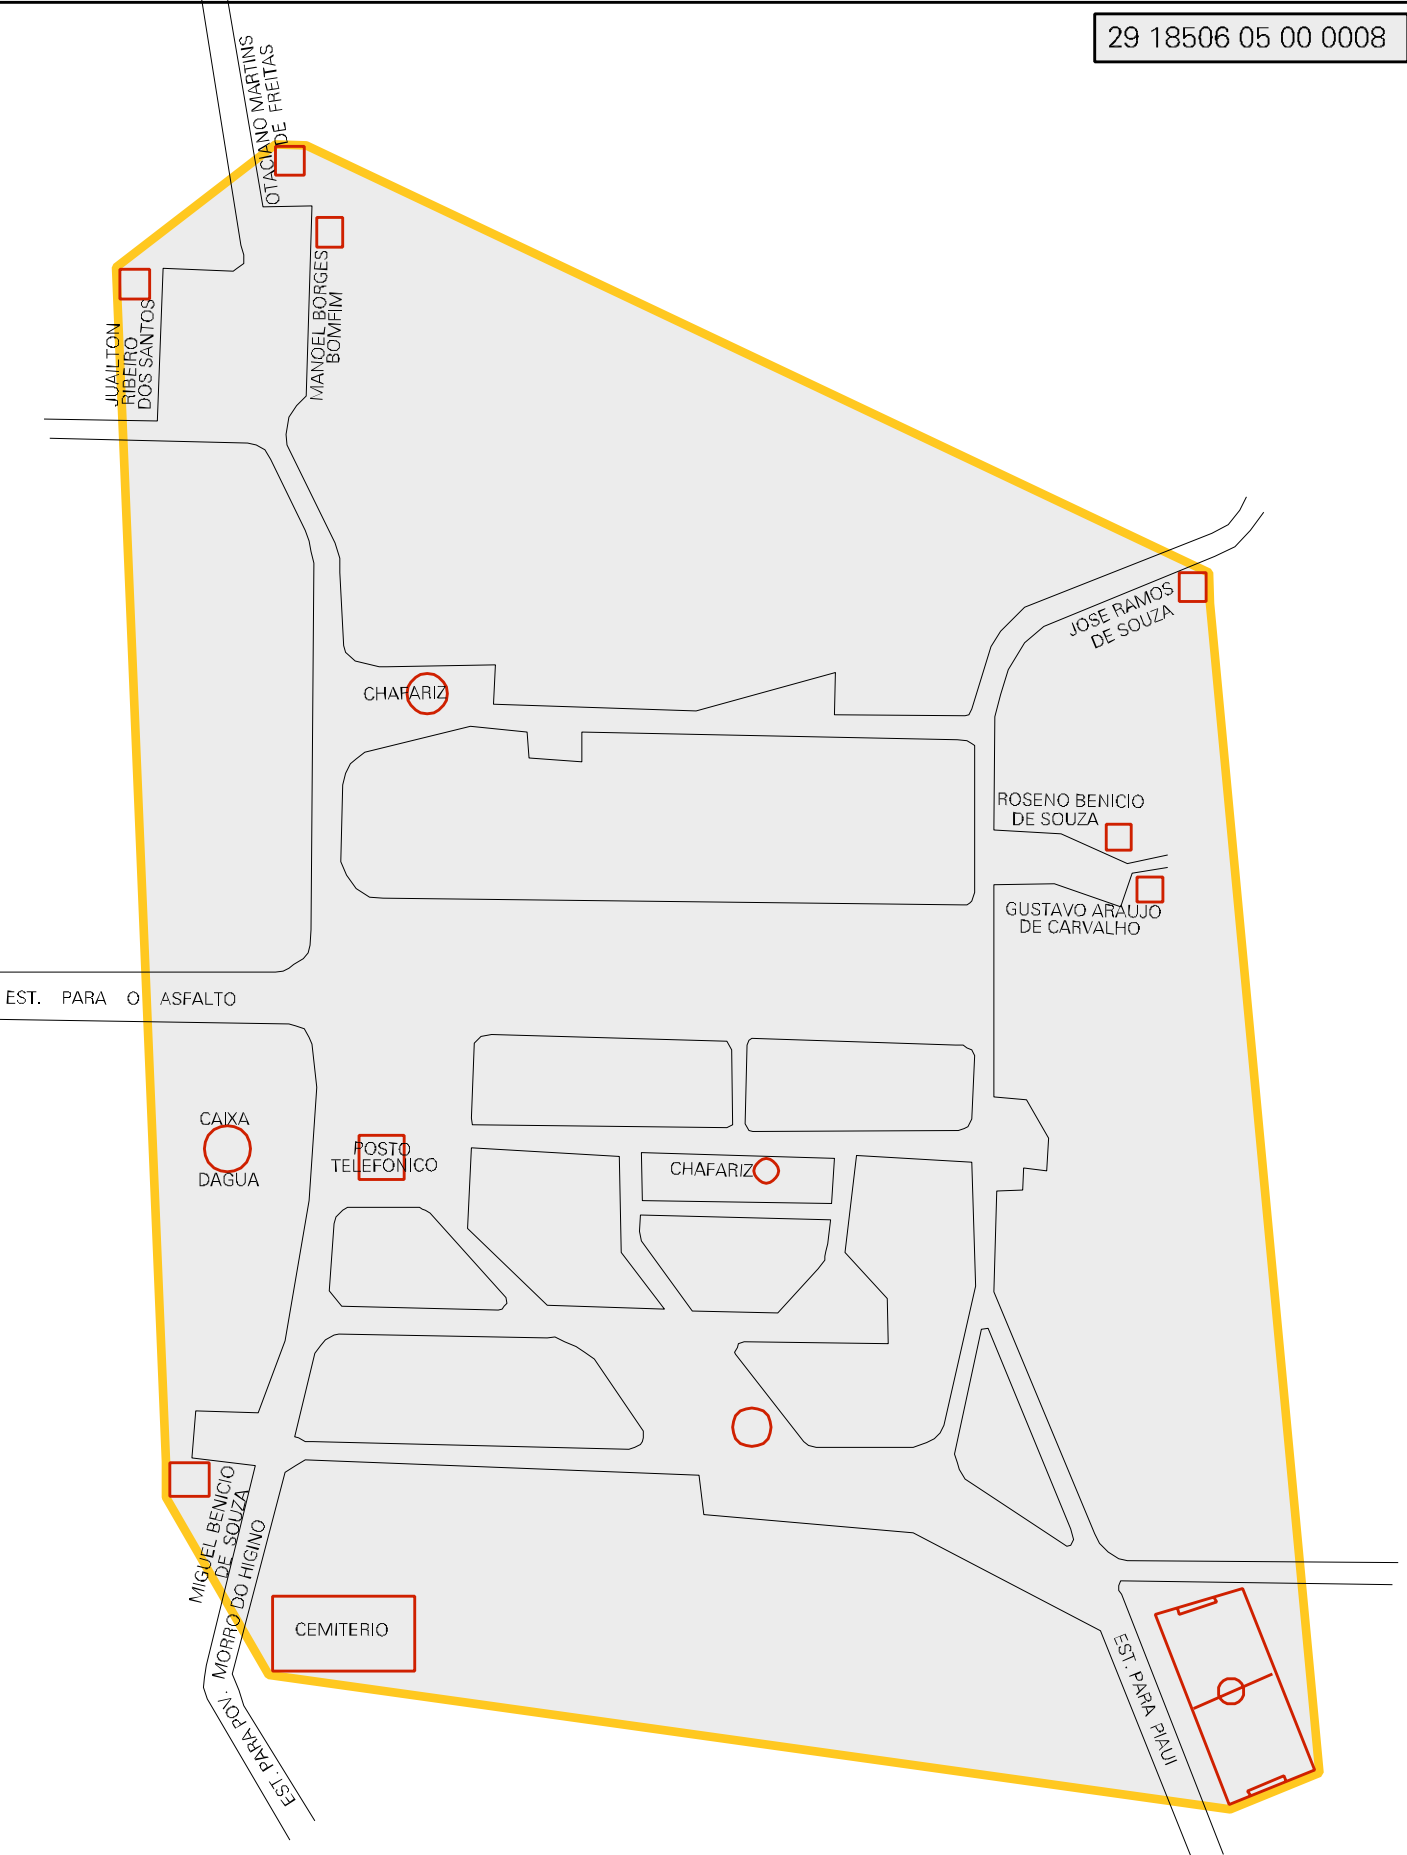 29 18506 05 00 0008
OTACIANO MARTINS
DE FREITAS
MANOEL BORGES
BOMFIM
JUAILTON
RIBEIRO
DOS SANTOS
JOSE RAMOS
DE SOUZA
CHAFARIZ
ROSENO BENICIO
DE SOUZA
GUSTAVO ARAUJO
DE CARVALHO
EST. PARA O ASFALTO
CAIXA
DAGUA
POSTO
TELEFONICO
CHAFARIZ
MIGUEL BENICIO
DE SOUZA
EST. PARA POV. MORRO DO HIGINO
CEMITERIO
EST. PARA PIAUI